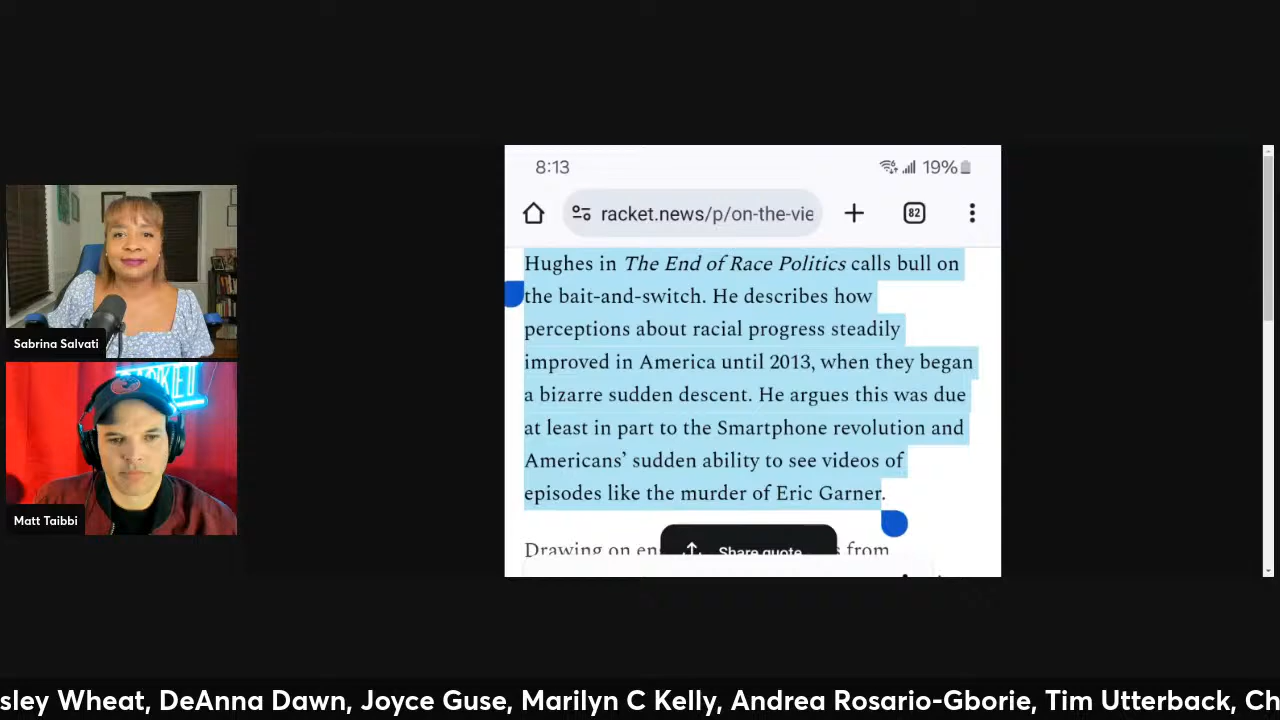 8:13
19%
racket.news/p/on-the-vie
82
Hughes in The End of Race Politics calls bull on
the bait-and-switch. He describes how
perceptions about racial progress steadily
improved in America until 2013, when they began
a bizarre sudden descent. He argues this was due
at least in part to the Smartphone revolution and
Americans’ sudden ability to see videos of
episodes like the murder of Eric Garner.
Share quote
Drawing on en
from
Sabrina Salvati
Matt Taibbi
sley Wheat, DeAnna Dawn, Joyce Guse, Marilyn C Kelly, Andrea Rosario-Gborie, Tim Utterback, Ch